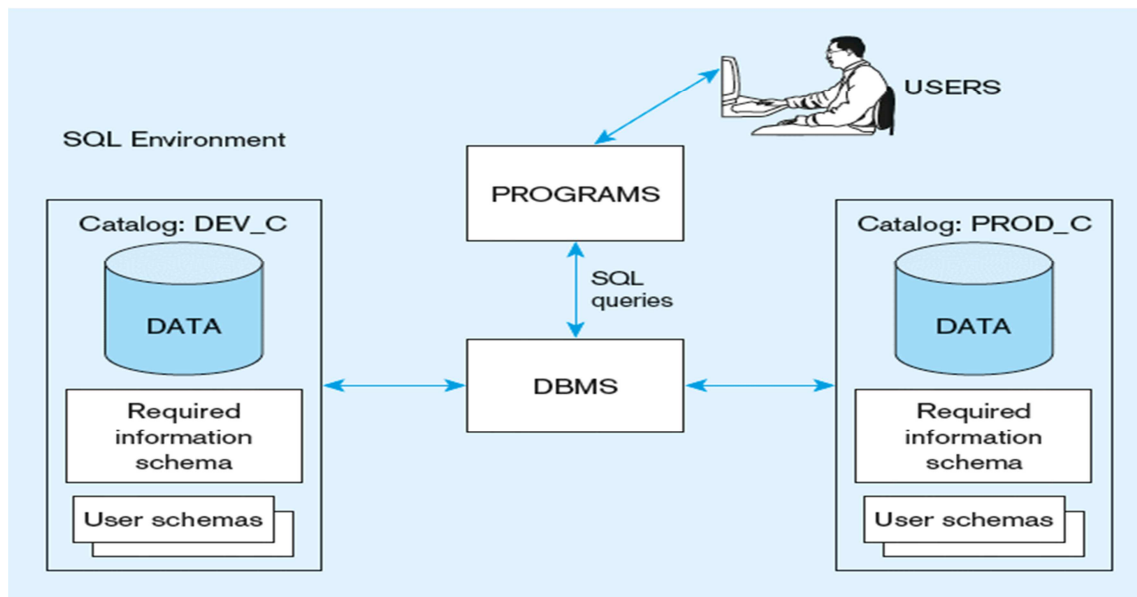 USERS
SQL Environment
PROGRAMS
Catalog: DEV_C
DATA
Required
information
schema
User schemas
SQL
queries
DBMS
Catalog: PROD_C
DATA
Required
information
schema
User schemas